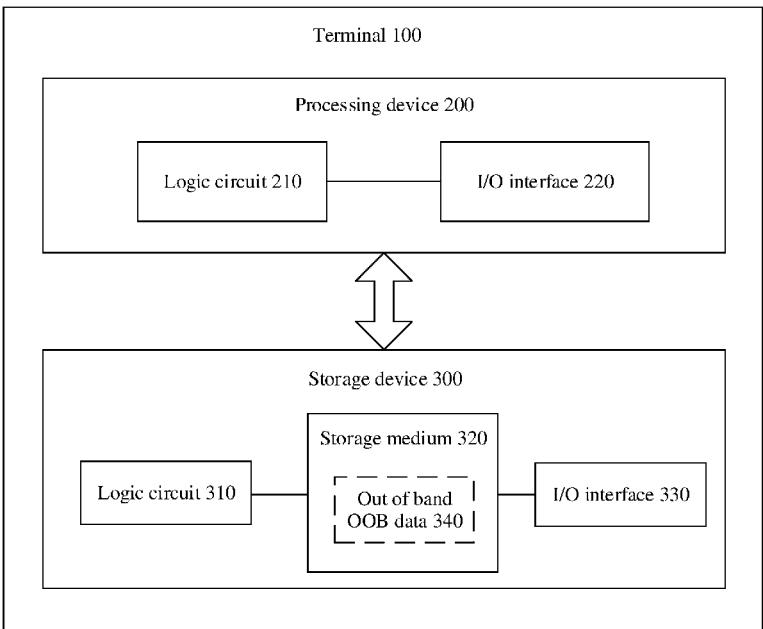 Terminal 100
Processing device 200
Logic circuit 210
I/O interface 220
Storage device 300
Storage medium 320
Logic circuit 310
Out of band
OOB data 340
I/O interface 330